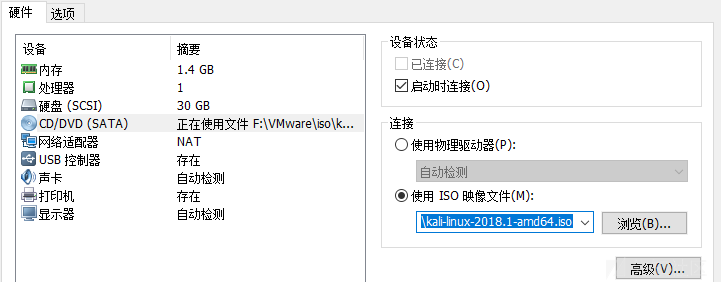 硬件 选项
设备 摘要
内存 1.4 GB
处理器 1
硬盘 (SCSI) 30 GB
CD/DVD (SATA) 正在使用文件 F:\VMware\iso\k...
网络适配器 NAT
USB 控制器 存在
声卡 自动检测
打印机 存在
显示器 自动检测
设备状态
已连接(C)
启动时连接(O)
连接
使用物理驱动器(P):
自动检测
使用 ISO 映像文件(M):
\kali-linux-2018.1-amd64.iso 浏览(B)...
高级(V)...